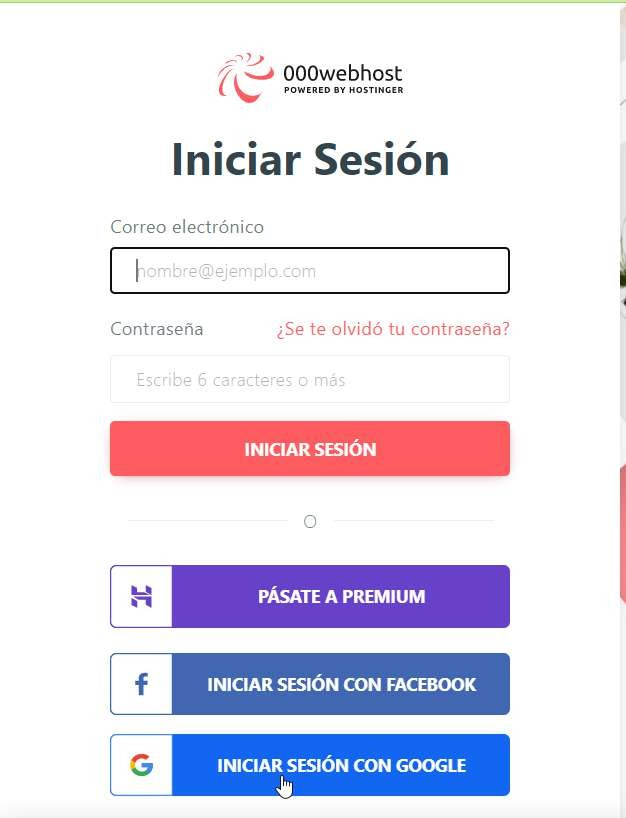 000webhost
POWERED BY HOSTINGER
Iniciar Sesión
Correo electrónico
nombre@ejemplo.com
Contraseña ¿Se te olvidó tu contraseña?
Escribe 6 caracteres o más
INICIAR SESIÓN
O
PÁSATE A PREMIUM
INICIAR SESIÓN CON FACEBOOK
INICIAR SESIÓN CON GOOGLE